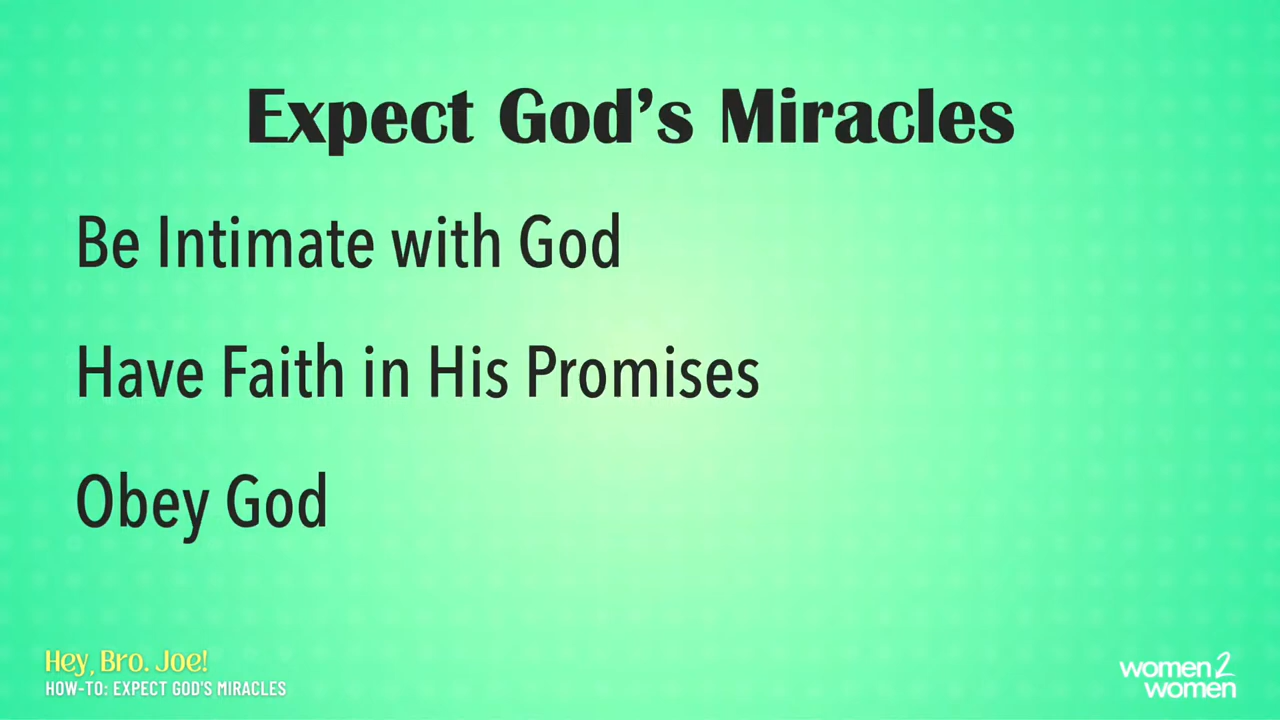 Expect God’s Miracles
Be Intimate with God
Have Faith in His Promises
Obey God
Hey, Bro. Joe!
HOW-TO: EXPECT GOD'S MIRACLES
women2
women